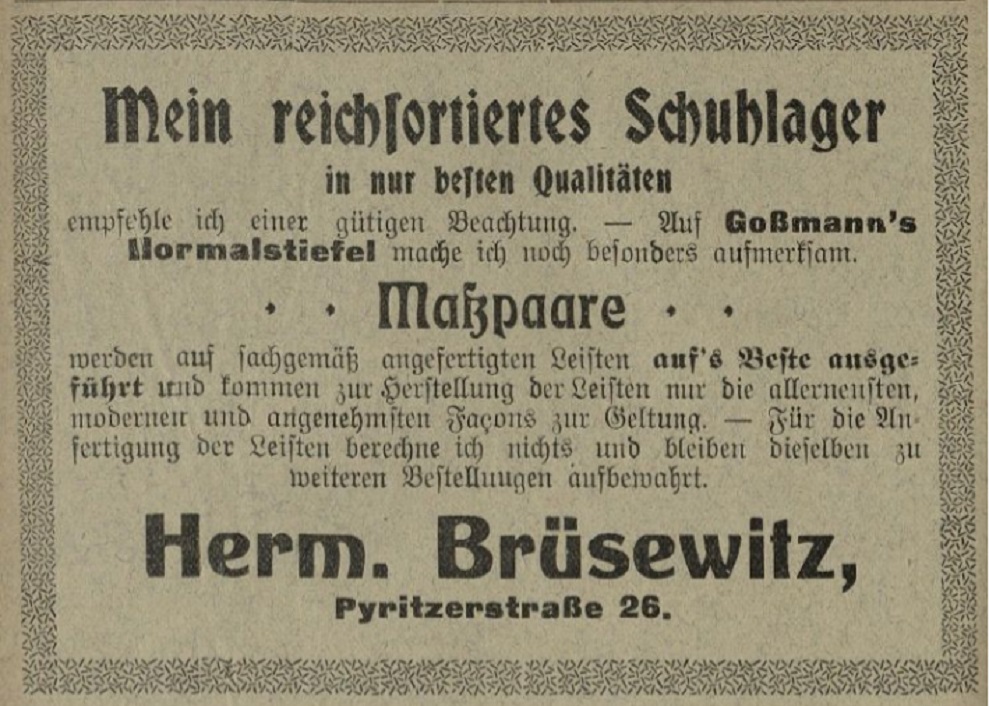 Mein reichsortiertes Schuhlager
in nur besten Qualitäten
empfehle ich einer gütigen Beachtung. — Auf Goßmann's
Normalstiefel mache ich noch besonders aufmerksam.
Maßpaare
werden auf sachgemäß angefertigten Leisten auf's Beste ausge-
führt und kommen zur Herstellung der Leisten nur die allerneusten,
modernen und angenehmsten Façons zur Geltung. — Für die An-
fertigung der Leisten berechne ich nichts und bleiben dieselben zu
weiteren Bestellungen aufbewahrt.
Herm. Brüsewitz,
Pyritzerstraße 26.